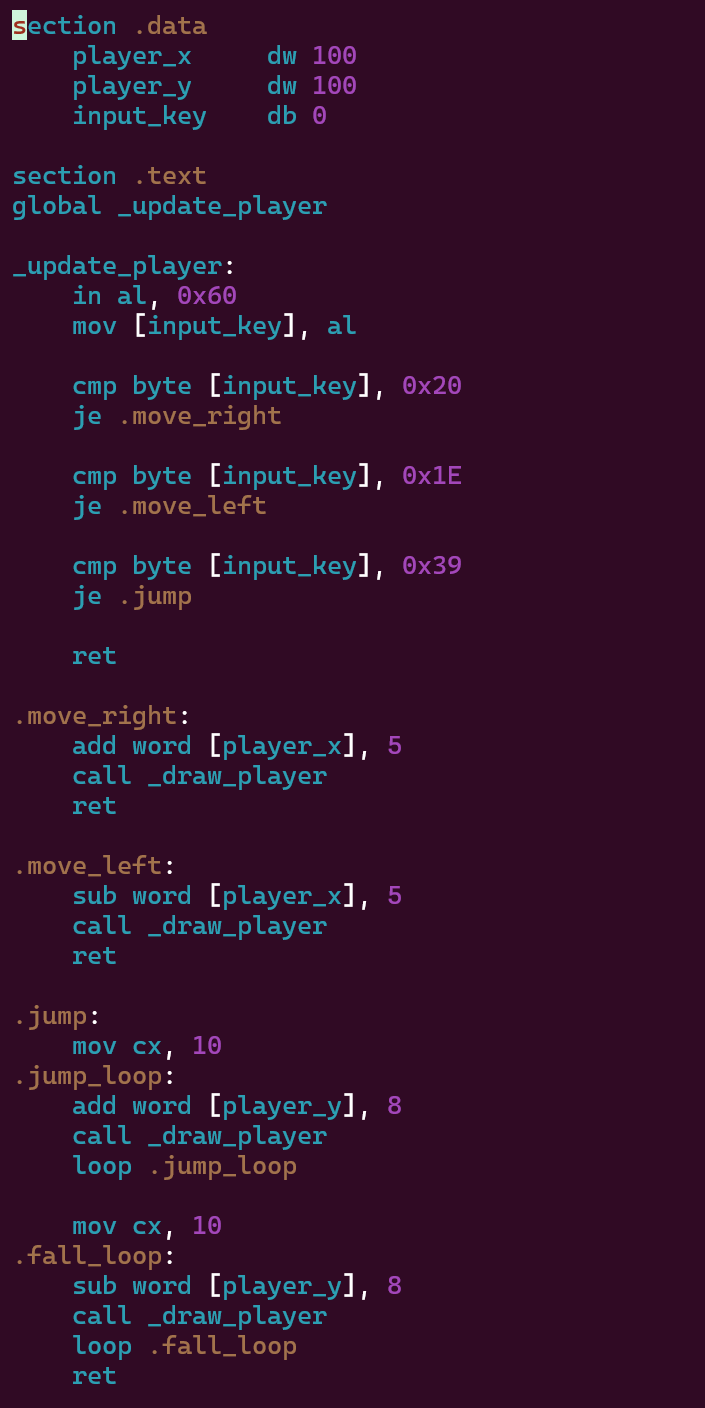 section .data
    player_x     dw 100
    player_y     dw 100
    input_key    db 0

section .text
global _update_player

_update_player:
    in al, 0x60
    mov [input_key], al

    cmp byte [input_key], 0x20
    je .move_right

    cmp byte [input_key], 0x1E
    je .move_left

    cmp byte [input_key], 0x39
    je .jump

    ret

.move_right:
    add word [player_x], 5
    call _draw_player
    ret

.move_left:
    sub word [player_x], 5
    call _draw_player
    ret

.jump:
    mov cx, 10
.jump_loop:
    add word [player_y], 8
    call _draw_player
    loop .jump_loop

    mov cx, 10
.fall_loop:
    sub word [player_y], 8
    call _draw_player
    loop .fall_loop
    ret